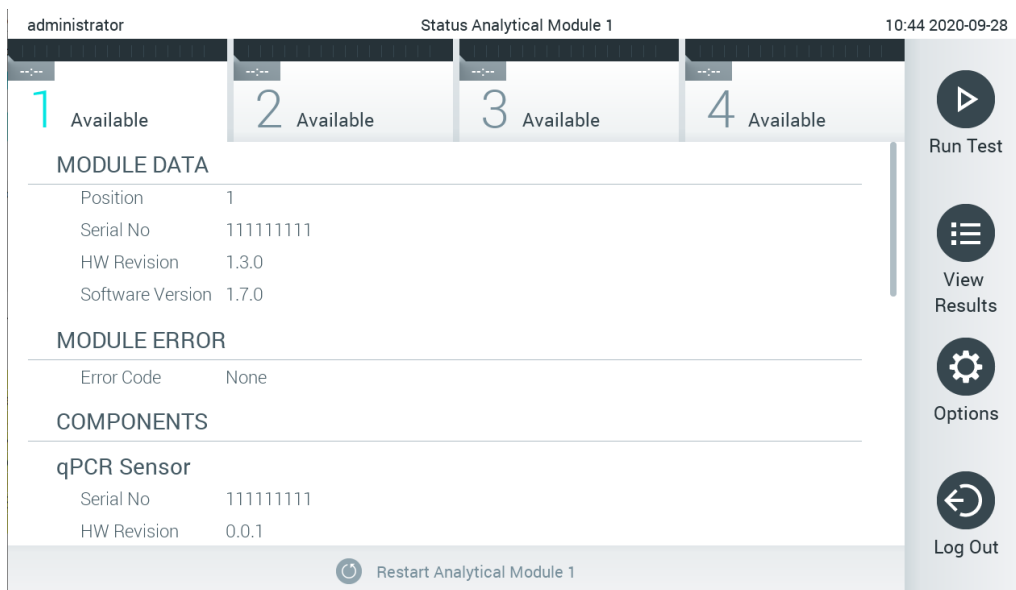 administrator Status Analytical Module 1 10:44 2020-09-28
--:-- --:-- --:-- --:--
1 Available 2 Available 3 Available 4 Available
Run Test
MODULE DATA
Position 1
Serial No 111111111
HW Revision 1.3.0
Software Version 1.7.0
View
Results
MODULE ERROR
Error Code None
Options
COMPONENTS
qPCR Sensor
Serial No 111111111
HW Revision 0.0.1
Log Out
Restart Analytical Module 1